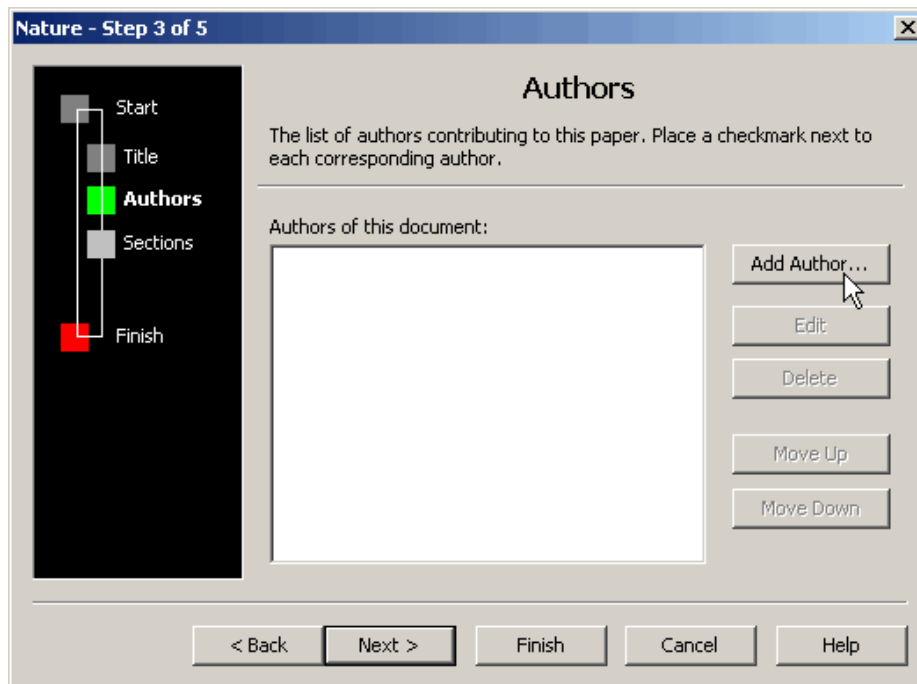 Nature - Step 3 of 5
Start
Title
Authors
Sections
Finish
Authors
The list of authors contributing to this paper. Place a checkmark next to
each corresponding author.
Authors of this document:
Add Author...
Edit
Delete
Move Up
Move Down
< Back
Next >
Finish
Cancel
Help